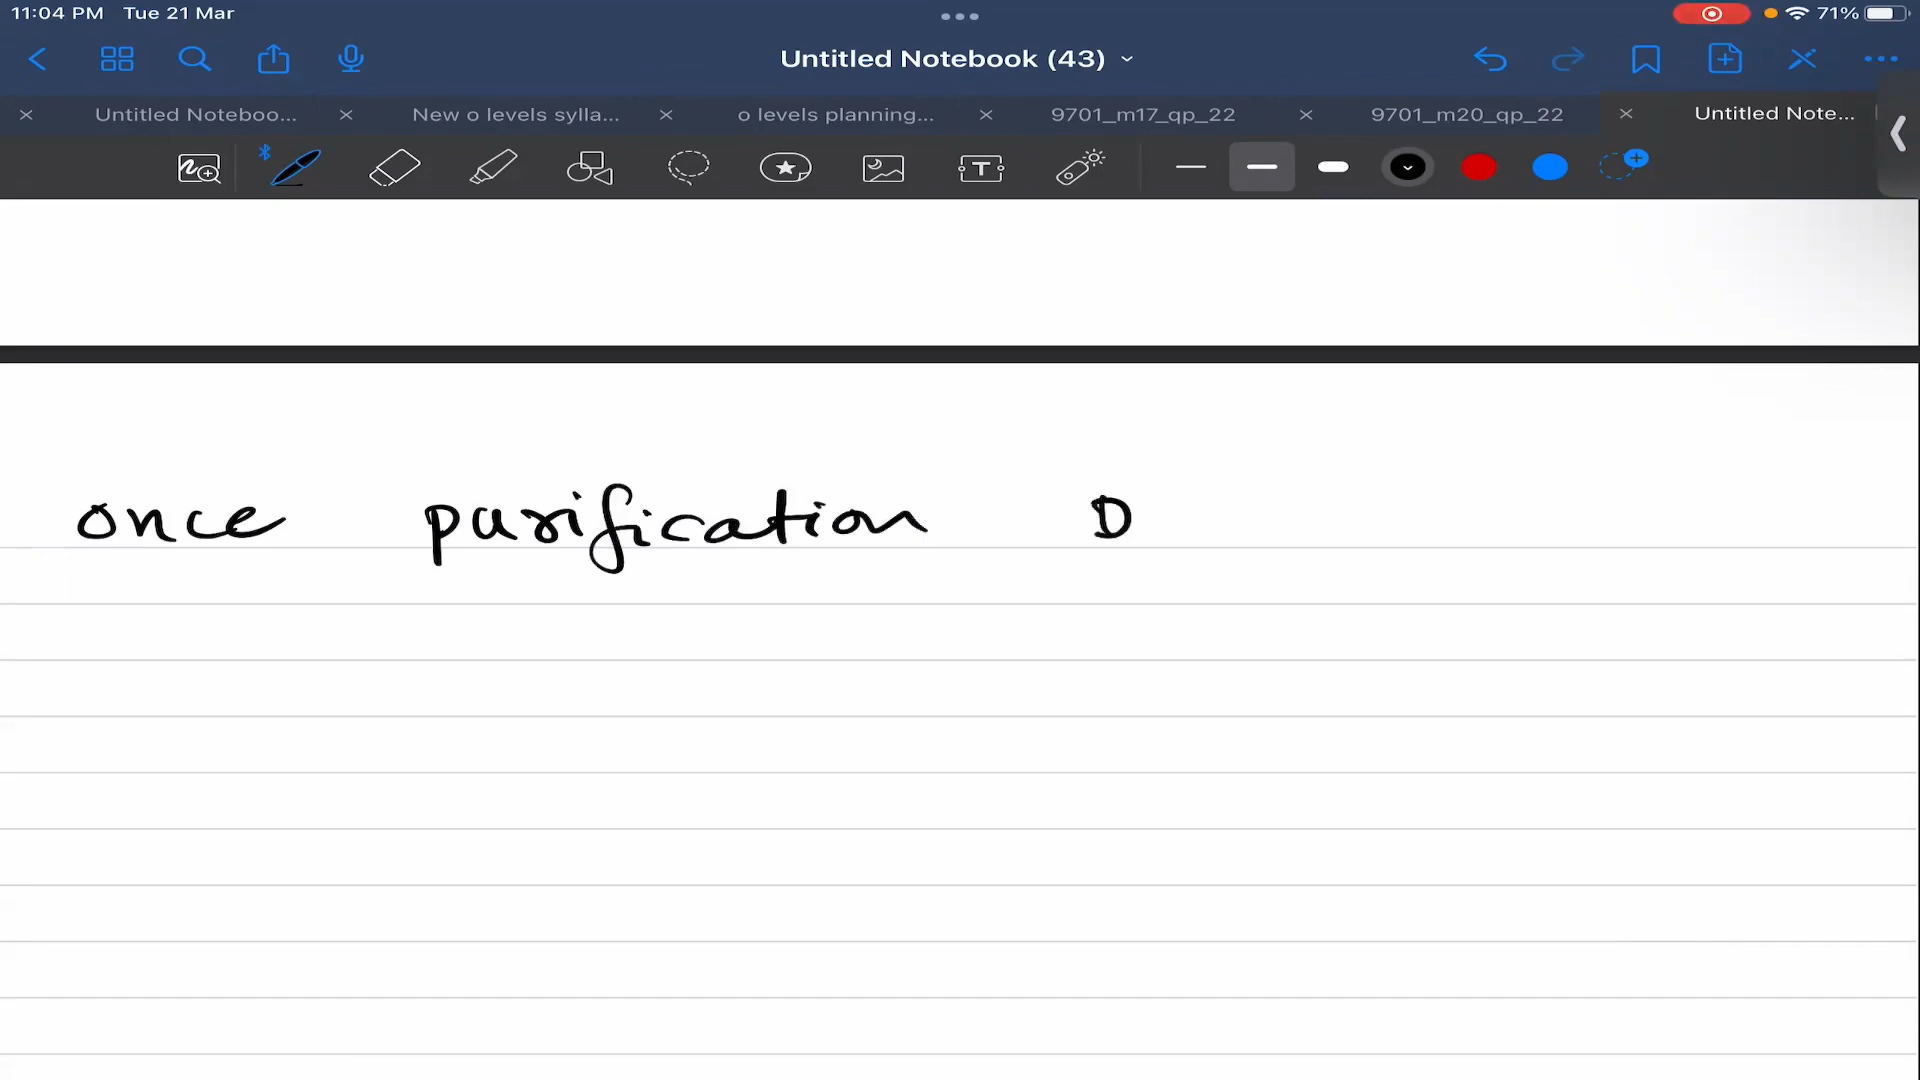 11:04 PM Tue 21 Mar 71%
Untitled Notebook (43)
Untitled Noteboo... New o levels sylla... o levels planning... 9701_m17_qp_22 9701_m20_qp_22 Untitled Note...
once purification D